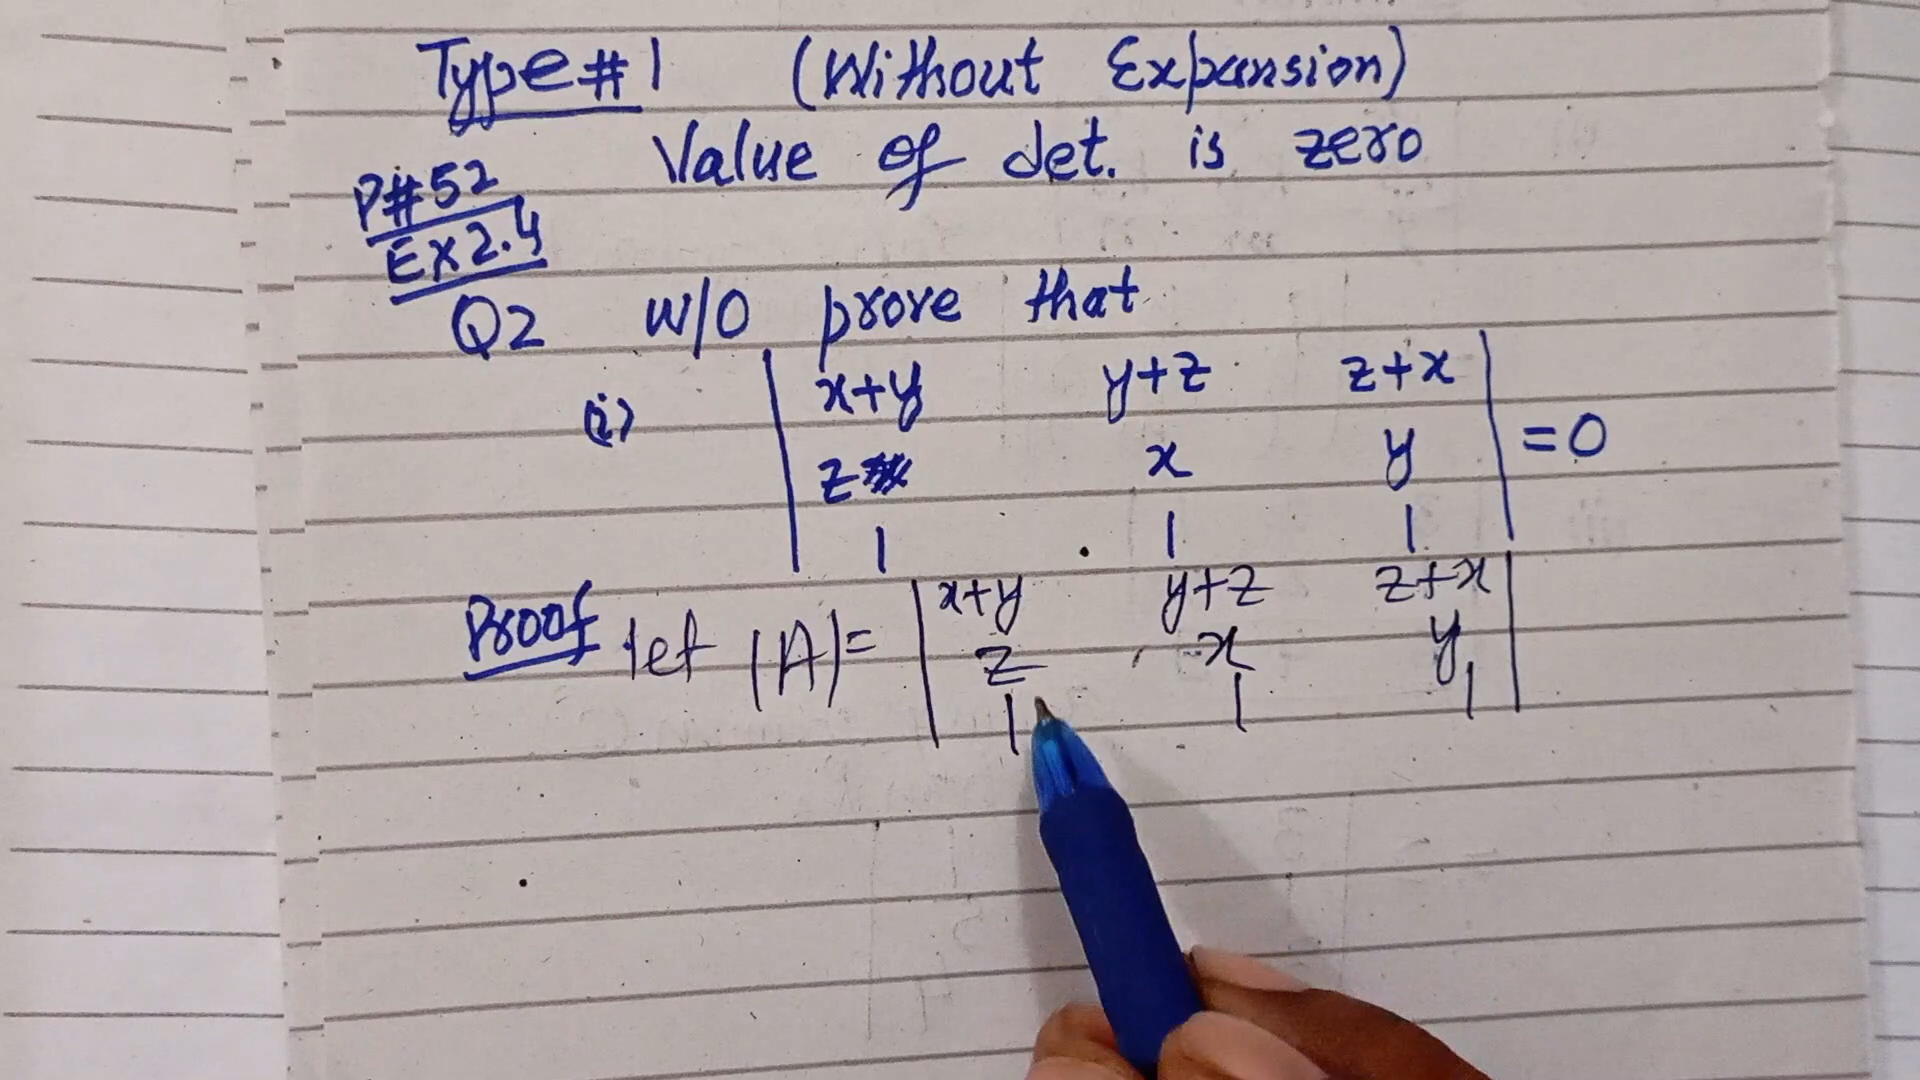 Type#1 (Without Expansion)
Value of det. is zero
P#52
Ex2.4
Q2 W/O prove that
(i) | x+y y+z z+x |
| z x y | =0
| 1 1 1 |
Proof let |A|= | x+y y+z z+x |
| z x y |
| 1 1 1 |